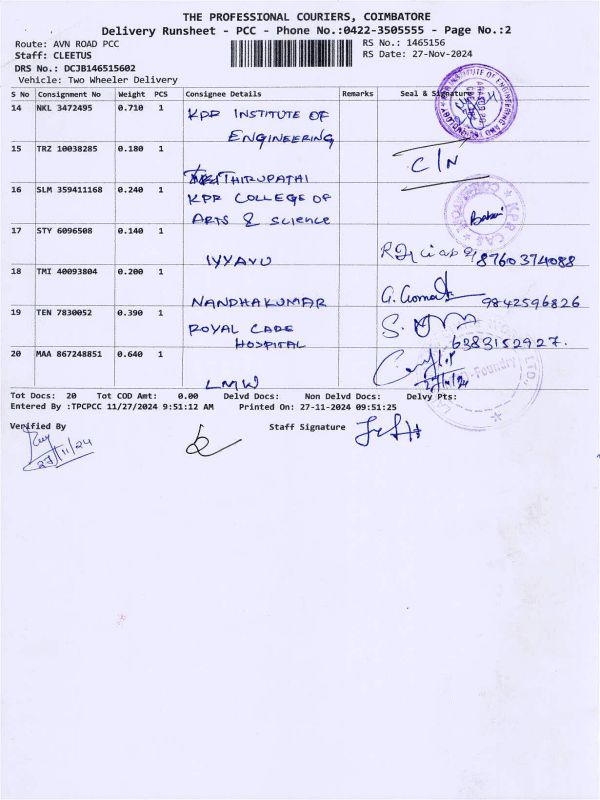 THE PROFESSIONAL COURIERS, COIMBATORE
Delivery Runsheet - PCC - Phone No.:0422-3505555 - Page No.:2
Route: AVN ROAD PCC
RS No.: 1465156
Staff: CLEETUS
RS Date: 27-Nov-2024
DRS No.: DCJB146515602
Vehicle: Two Wheeler Delivery
S No Consignment No Weight PCS Consignee Details Remarks Seal & Signature
14 NKL 3472495 0.710 1 KPR INSTITUTE OF
ENGINEERING
15 TRZ 10038285 0.180 1 C/N
THIRUPATHI
16 SLM 359411168 0.240 1 KPR COLLEGE OF
ARTS & SCIENCE
17 STY 6096508 0.140 1
IYYAVU 8760374088
18 TMI 40093804 0.200 1
NANDHAKUMAR 9842596826
19 TEN 7830052 0.390 1 ROYAL CARE
HOSPITAL 6383152927.
20 MAA 867248851 0.640 1
LMW 27/11/24
Tot Docs: 20 Tot COD Amt: 0.00 Delvd Docs: Non Delvd Docs: Delvy Pts:
Entered By :TPCPCC 11/27/2024 9:51:12 AM Printed On: 27-11-2024 09:51:25
Verified By Staff Signature
27/11/24